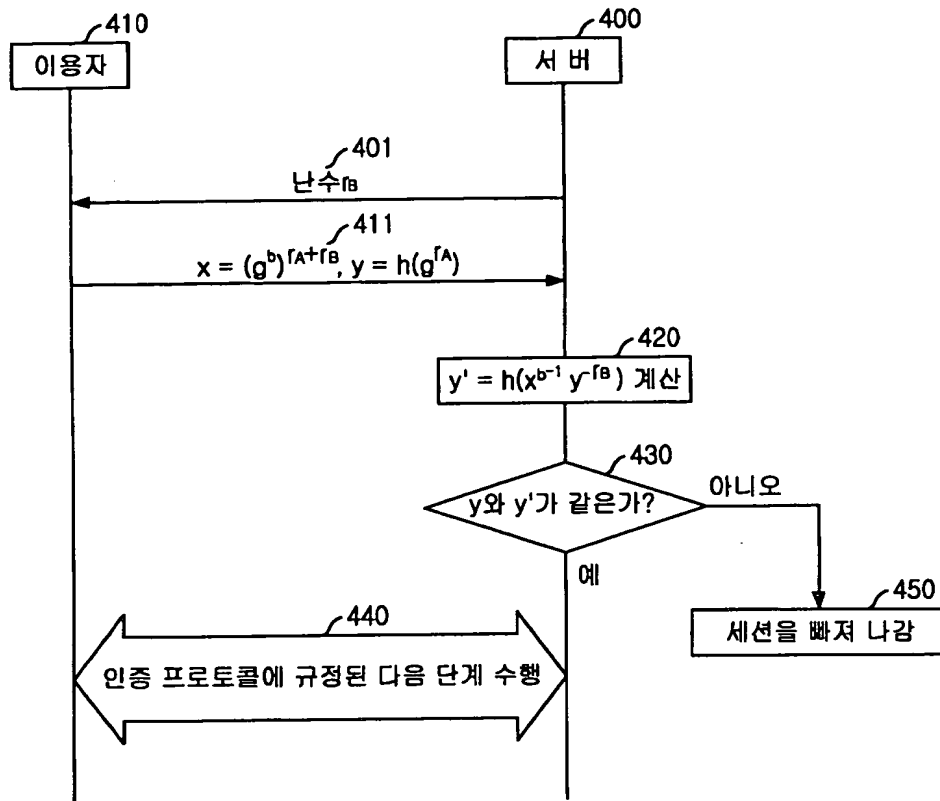 410
이용자
400
서 버
401
난수rB
411
x = (g^b)^rA+rB, y = h(g^rA)
420
y' = h(x^b-1 y^-rB) 계산
430
y와 y'가 같은가?
아니오
예
450
세션을 빠져 나감
440
인증 프로토콜에 규정된 다음 단계 수행